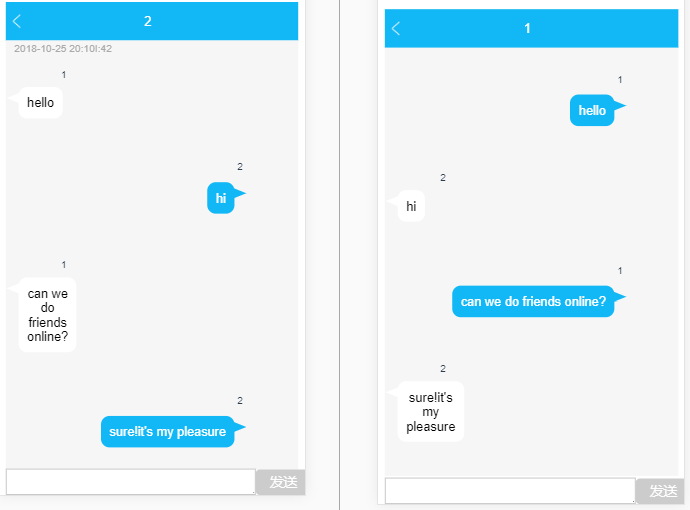 2
2018-10-25 20:10l:42
1
hello
2
hi
1
can we
do
friends
online?
2
sure!it's my pleasure
发送
1
1
hello
2
hi
1
can we do friends online?
2
sure!it's
my
pleasure
发送